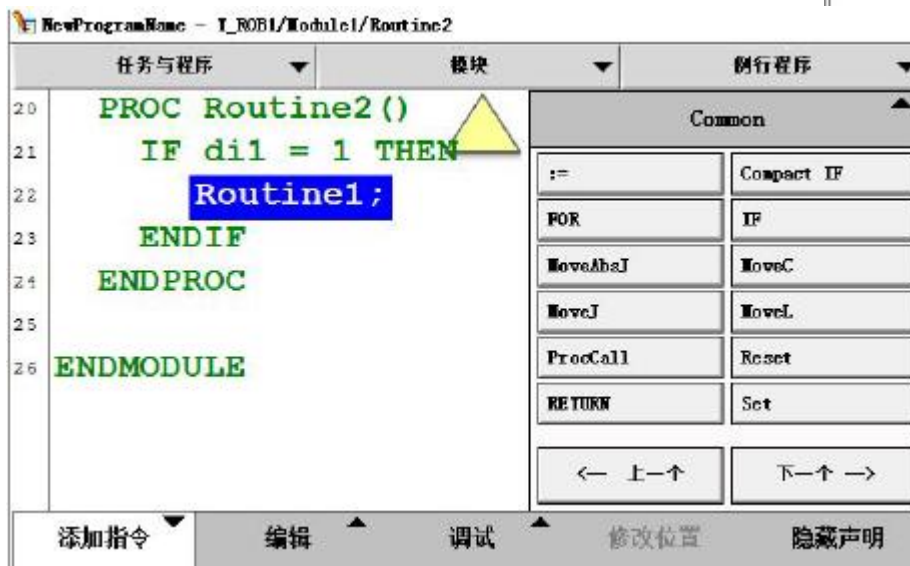 NewProgramName - T_ROB1/Module1/Routine2
任务与程序 模块 例行程序
20 PROC Routine2()
21 IF di1 = 1 THEN
22 Routine1;
23 ENDIF
24 ENDPROC
25
26 ENDMODULE
Common
:= Compact IF
FOR IF
MoveAbsJ MoveC
MoveJ MoveL
ProcCall Reset
RETURN Set
<— 上一个 下一个 —>
添加指令 编辑 调试 修改位置 隐藏声明